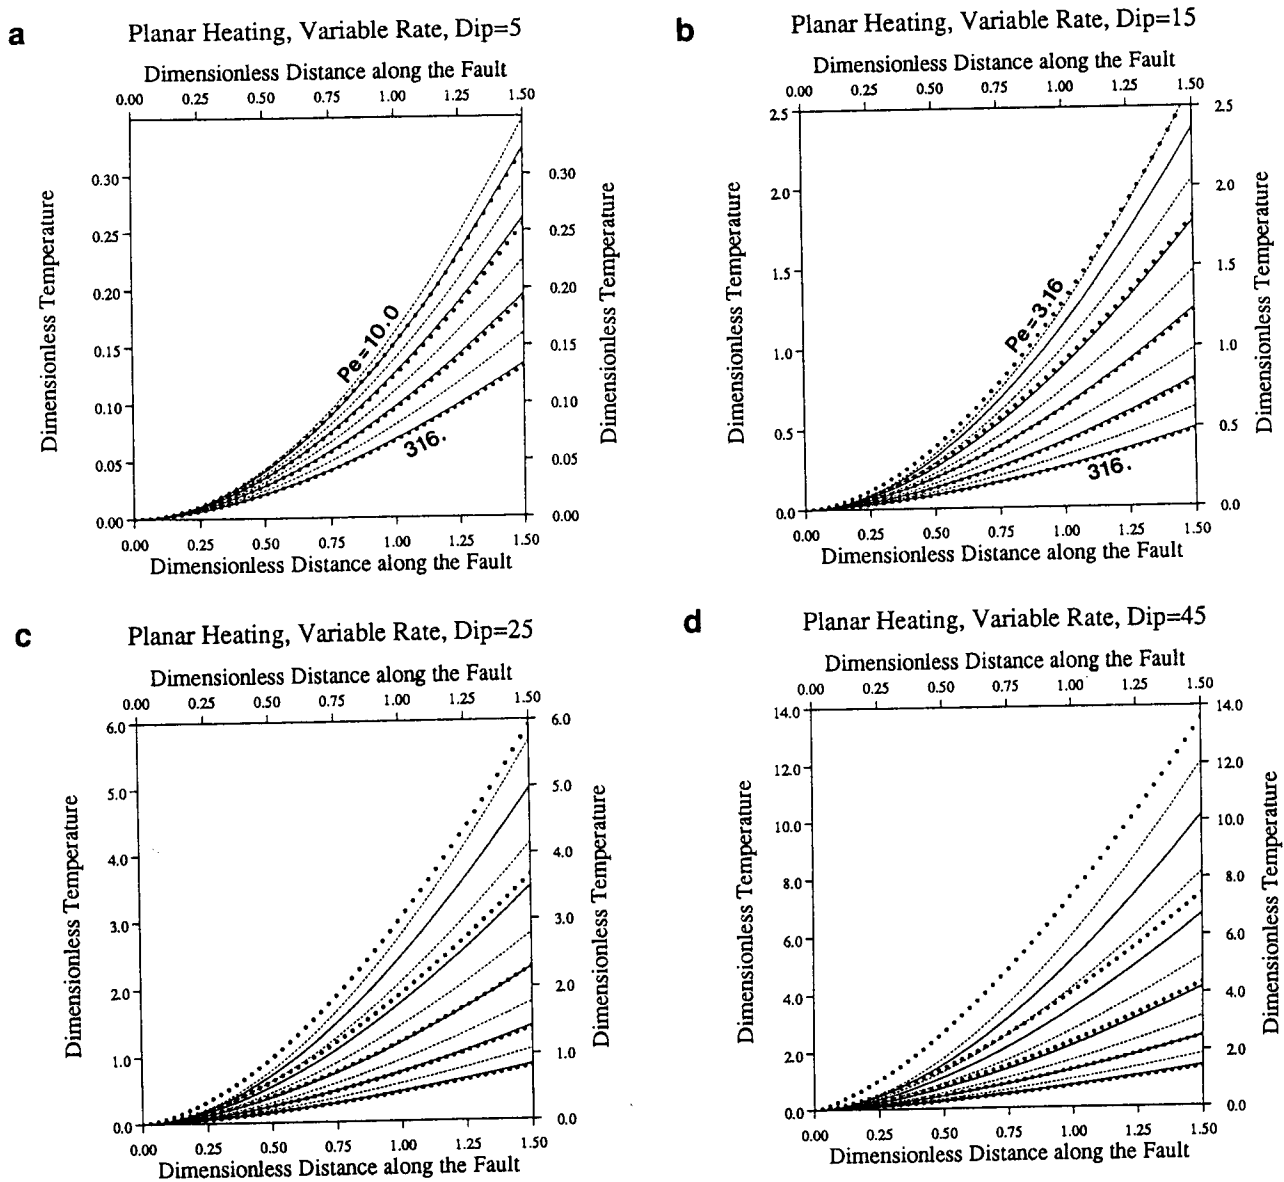 a
Planar Heating, Variable Rate, Dip=5
Dimensionless Distance along the Fault
0.00 0.25 0.50 0.75 1.00 1.25 1.50
Dimensionless Temperature
0.30
0.25
0.20
0.15
0.10
0.05
0.00
Pe=10.0
316.
0.30
0.25
0.20
0.15
0.10
0.05
0.00
Dimensionless Temperature
0.00 0.25 0.50 0.75 1.00 1.25 1.50
Dimensionless Distance along the Fault
b
Planar Heating, Variable Rate, Dip=15
Dimensionless Distance along the Fault
0.00 0.25 0.50 0.75 1.00 1.25 1.50
Dimensionless Temperature
2.5
2.0
1.5
1.0
0.5
0.0
Pe=3.16
316.
2.5
2.0
1.5
1.0
0.5
0.0
Dimensionless Temperature
0.00 0.25 0.50 0.75 1.00 1.25 1.50
Dimensionless Distance along the Fault
c
Planar Heating, Variable Rate, Dip=25
Dimensionless Distance along the Fault
0.00 0.25 0.50 0.75 1.00 1.25 1.50
Dimensionless Temperature
6.0
5.0
4.0
3.0
2.0
1.0
0.0
6.0
5.0
4.0
3.0
2.0
1.0
0.0
Dimensionless Temperature
0.00 0.25 0.50 0.75 1.00 1.25 1.50
Dimensionless Distance along the Fault
d
Planar Heating, Variable Rate, Dip=45
Dimensionless Distance along the Fault
0.00 0.25 0.50 0.75 1.00 1.25 1.50
Dimensionless Temperature
14.0
12.0
10.0
8.0
6.0
4.0
2.0
0.0
14.0
12.0
10.0
8.0
6.0
4.0
2.0
0.0
Dimensionless Temperature
0.00 0.25 0.50 0.75 1.00 1.25 1.50
Dimensionless Distance along the Fault